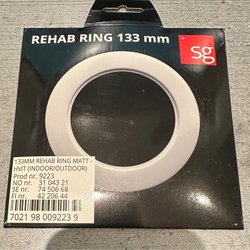 REHAB RING 133 mm
sg
133MM REHAB RING MATT -
HVIT (INDOOR/OUTDOOR)
Prod nr. 9223
NO nr. 31 043 21
SE nr. 74 506 68
FI nr. 42 206 44
7021 98 009223 9